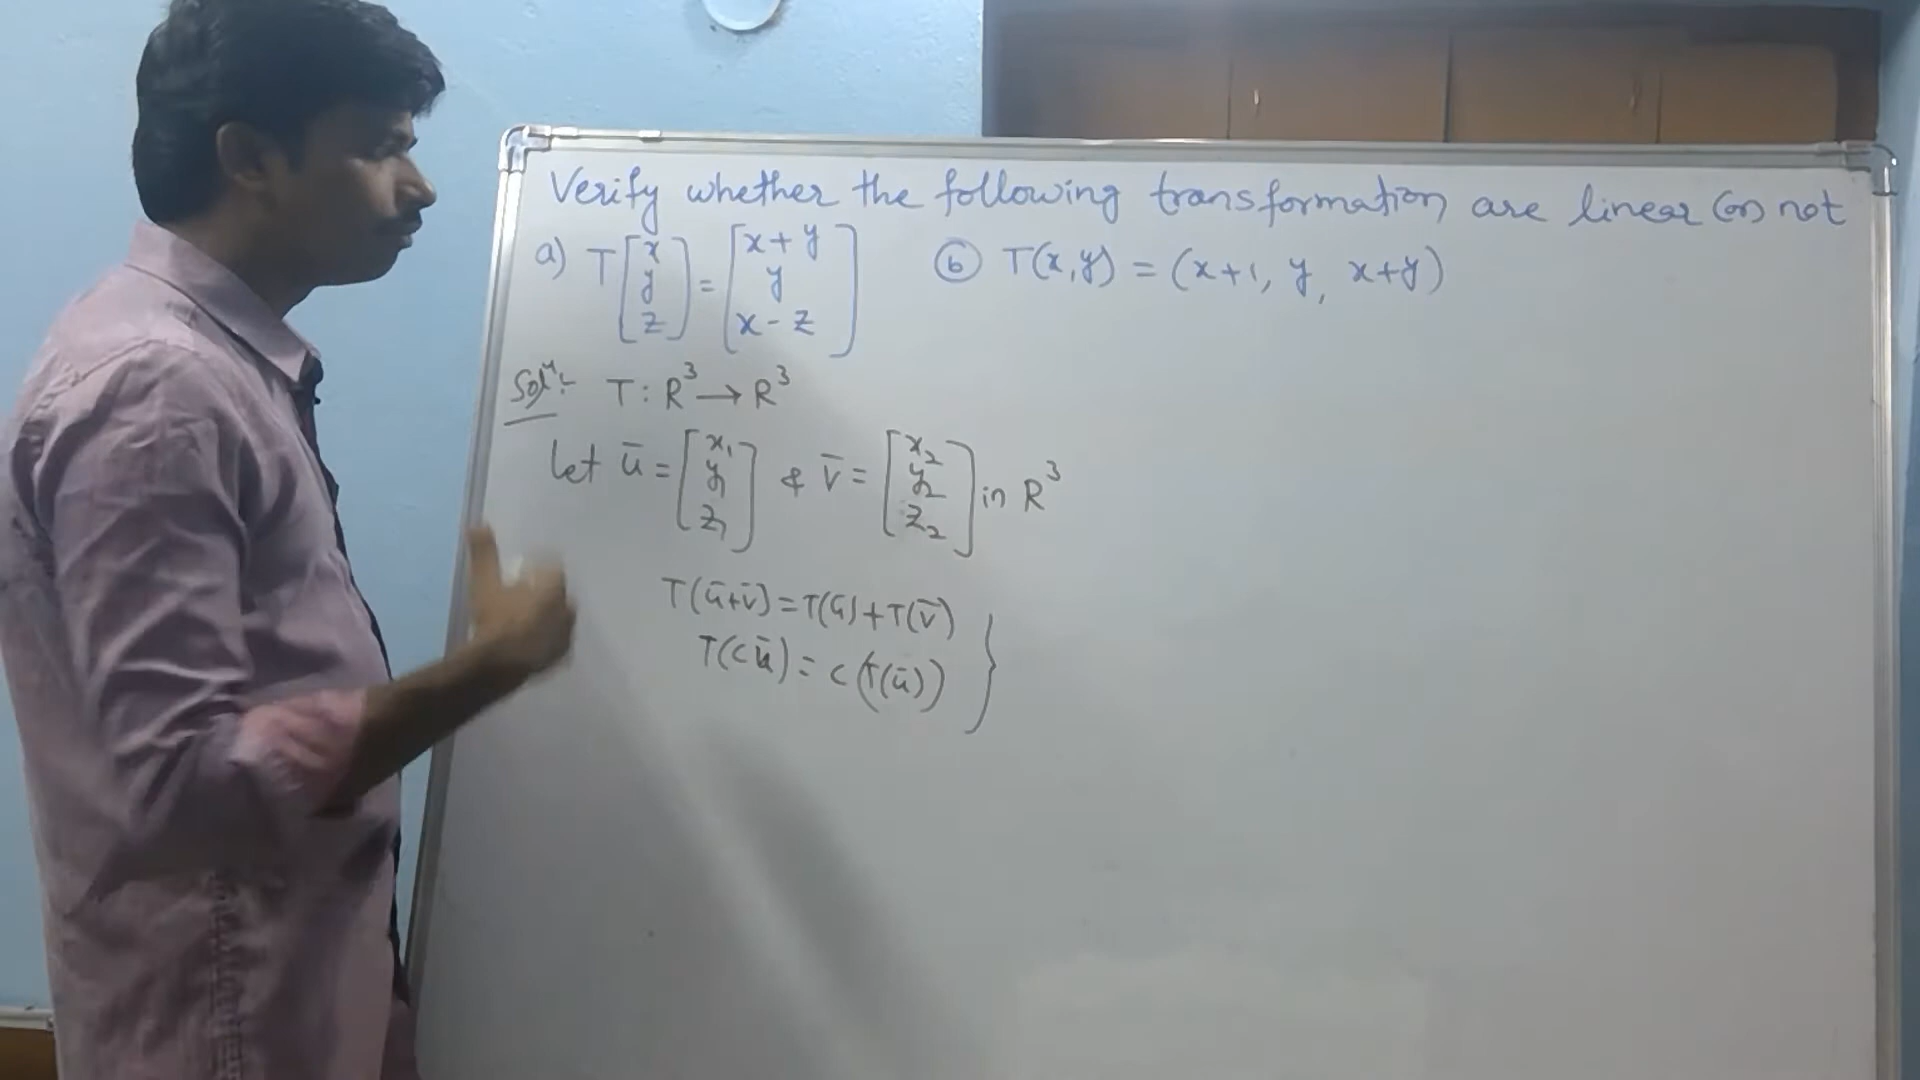 Verify whether the following transformation are linear (or) not
a) T[x y z] = [x+y y x-z]
b) T(x,y) = (x+1, y, x+y)
Solⁿ:- T: R³ → R³
let ū = [x₁ y₁ z₁] & v̄ = [x₂ y₂ z₂] in R³
T(ū+v̄) = T(ū) + T(v̄)
T(cū) = c(T(ū)) }